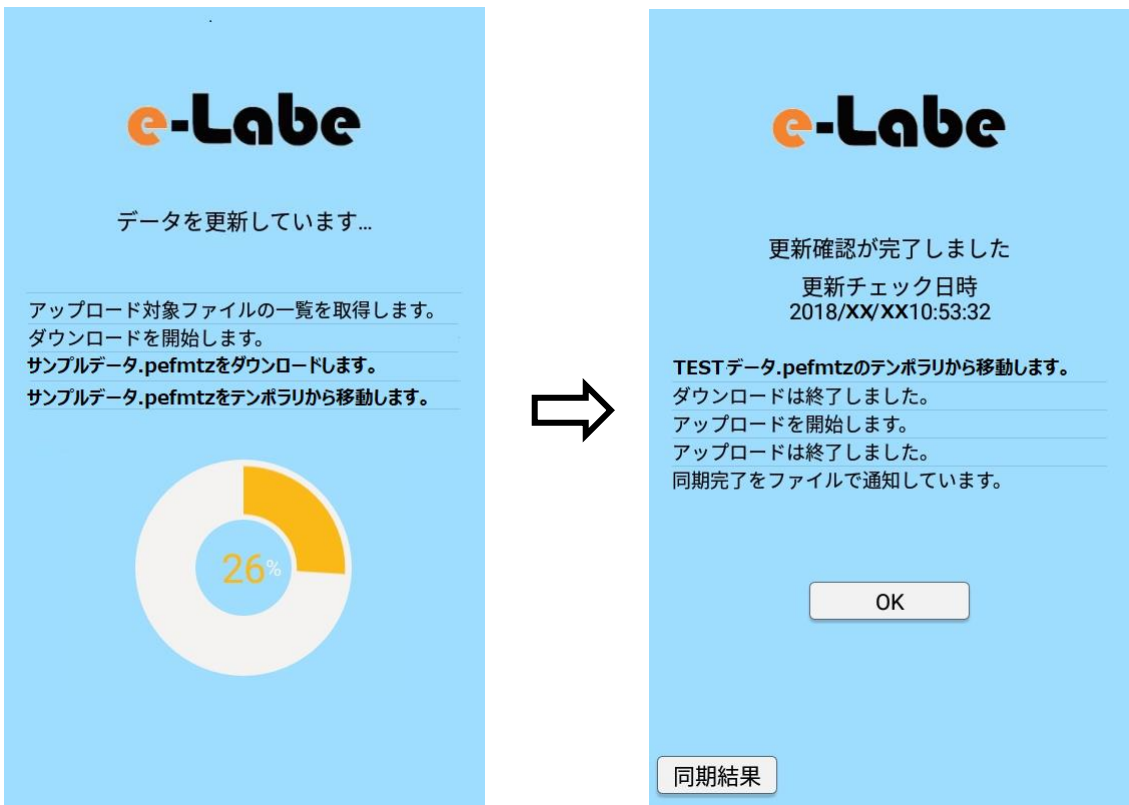 e-Labe
データを更新しています...
アップロード対象ファイルの一覧を取得します。
ダウンロードを開始します。
サンプルデータ.pefmtzをダウンロードします。
サンプルデータ.pefmtzをテンポラリから移動します。
26%
e-Labe
更新確認が完了しました
更新チェック日時
2018/XX/XX10:53:32
TESTデータ.pefmtzのテンポラリから移動します。
ダウンロードは終了しました。
アップロードを開始します。
アップロードは終了しました。
同期完了をファイルで通知しています。
OK
同期結果